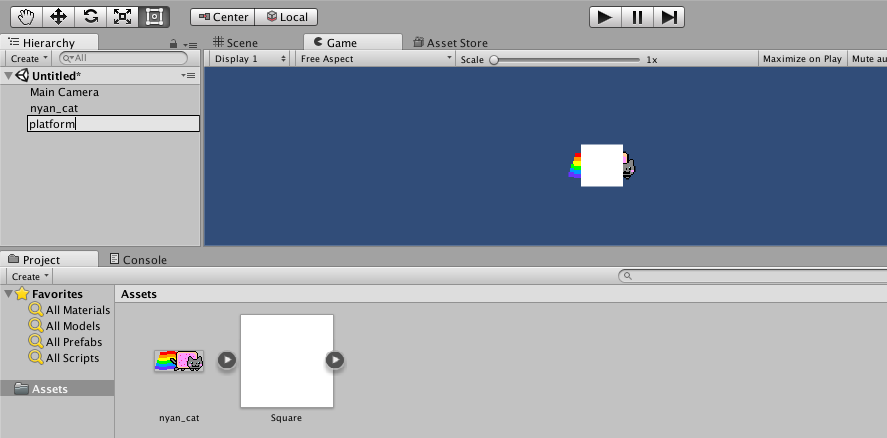 Center Local
Hierarchy Scene Game Asset Store
Create All Display 1 Free Aspect Scale 1x Maximize on Play Mute au
Untitled*
Main Camera
nyan_cat
platform
Project Console
Create
Favorites Assets
All Materials
All Models
All Prefabs
All Scripts
Assets
nyan_cat Square